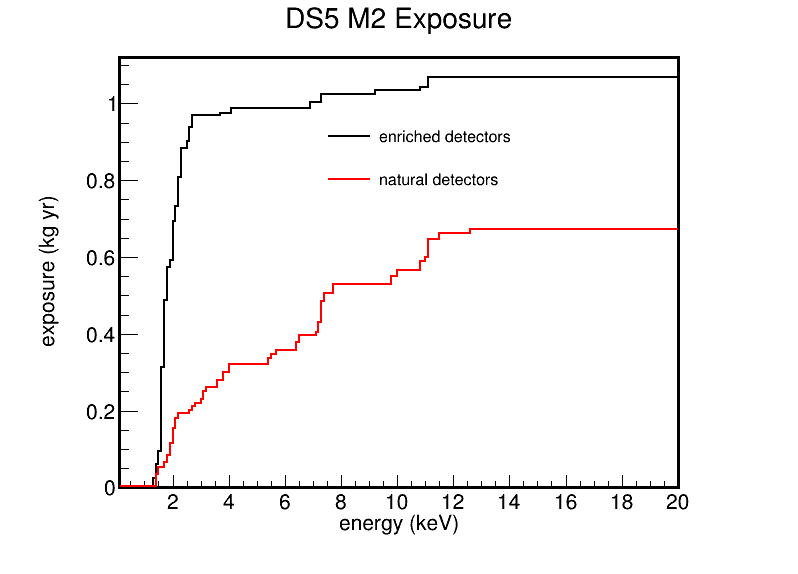 DS5 M2 Exposure
exposure (kg yr)
1
0.8
0.6
0.4
0.2
0
enriched detectors
natural detectors
2 4 6 8 10 12 14 16 18 20
energy (keV)